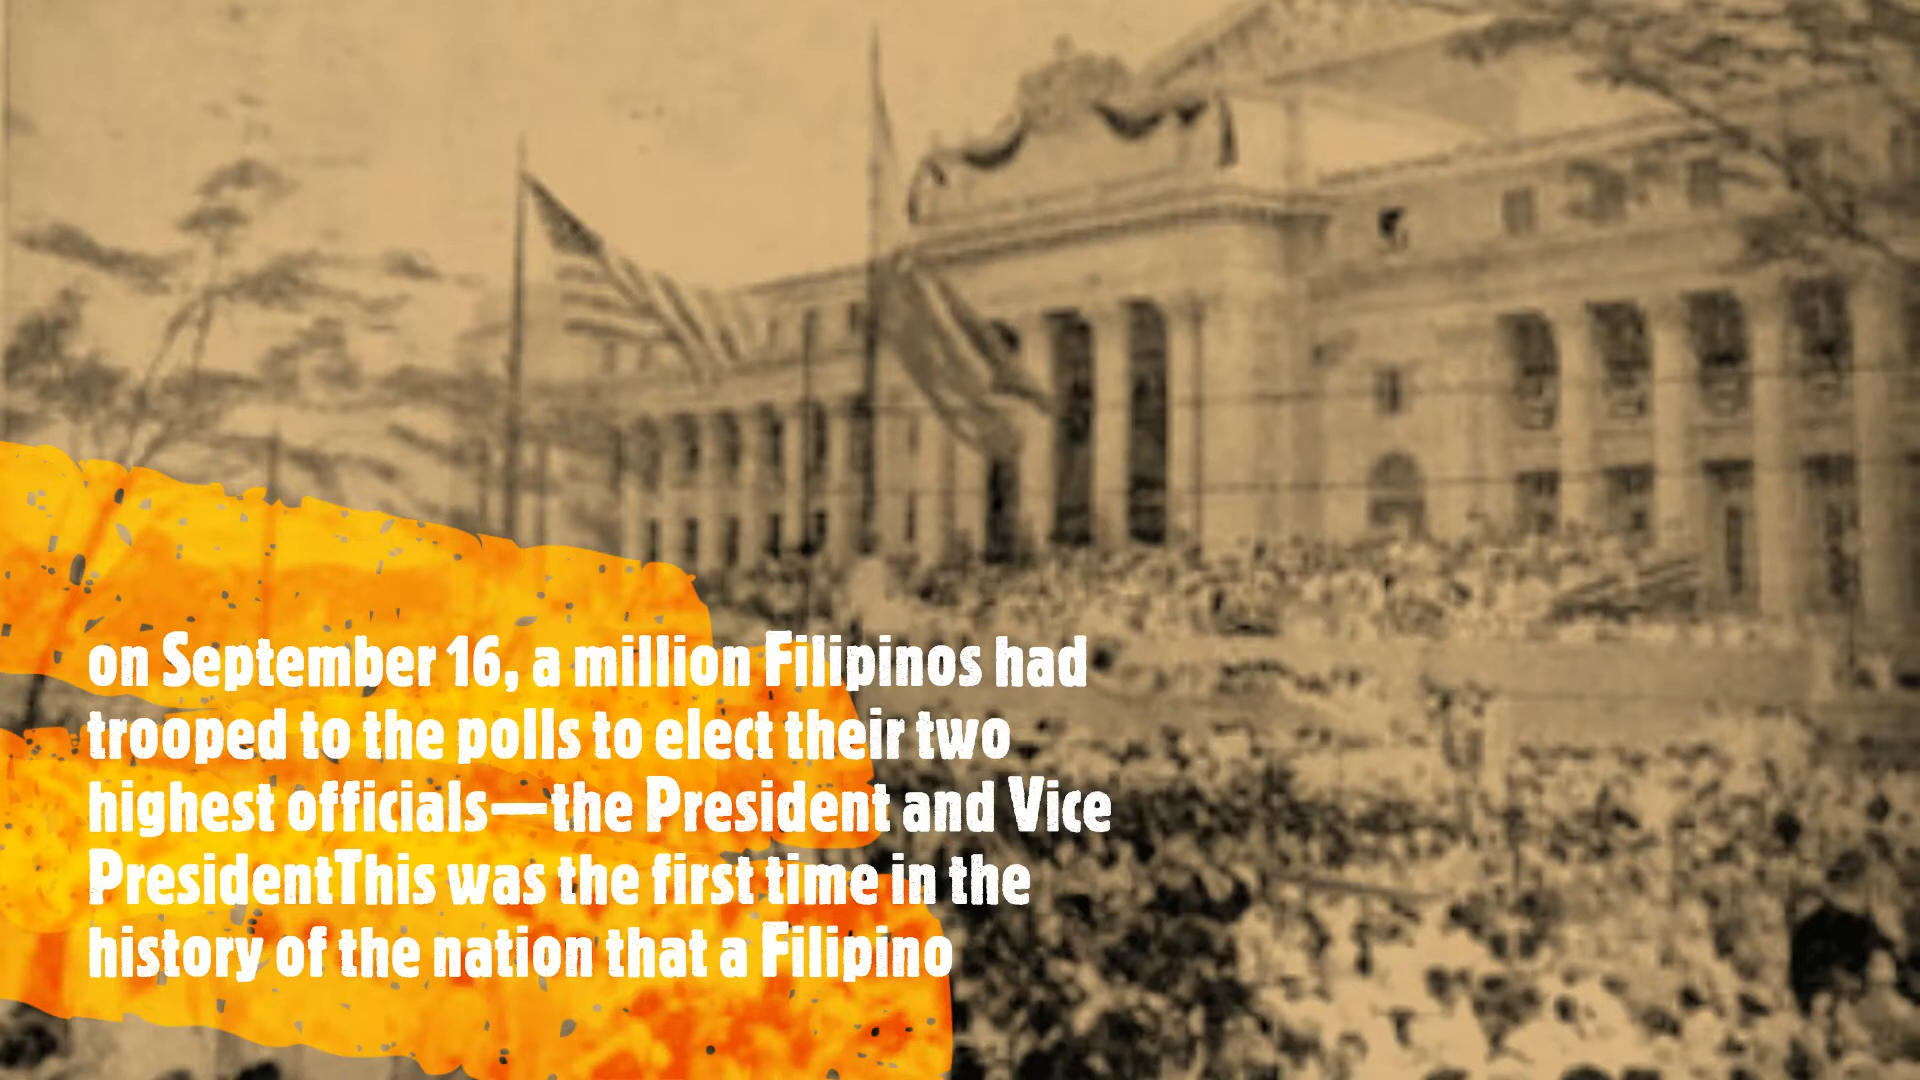 on September 16, a million Filipinos had
trooped to the polls to elect their two
highest officials—the President and Vice
PresidentThis was the first time in the
history of the nation that a Filipino